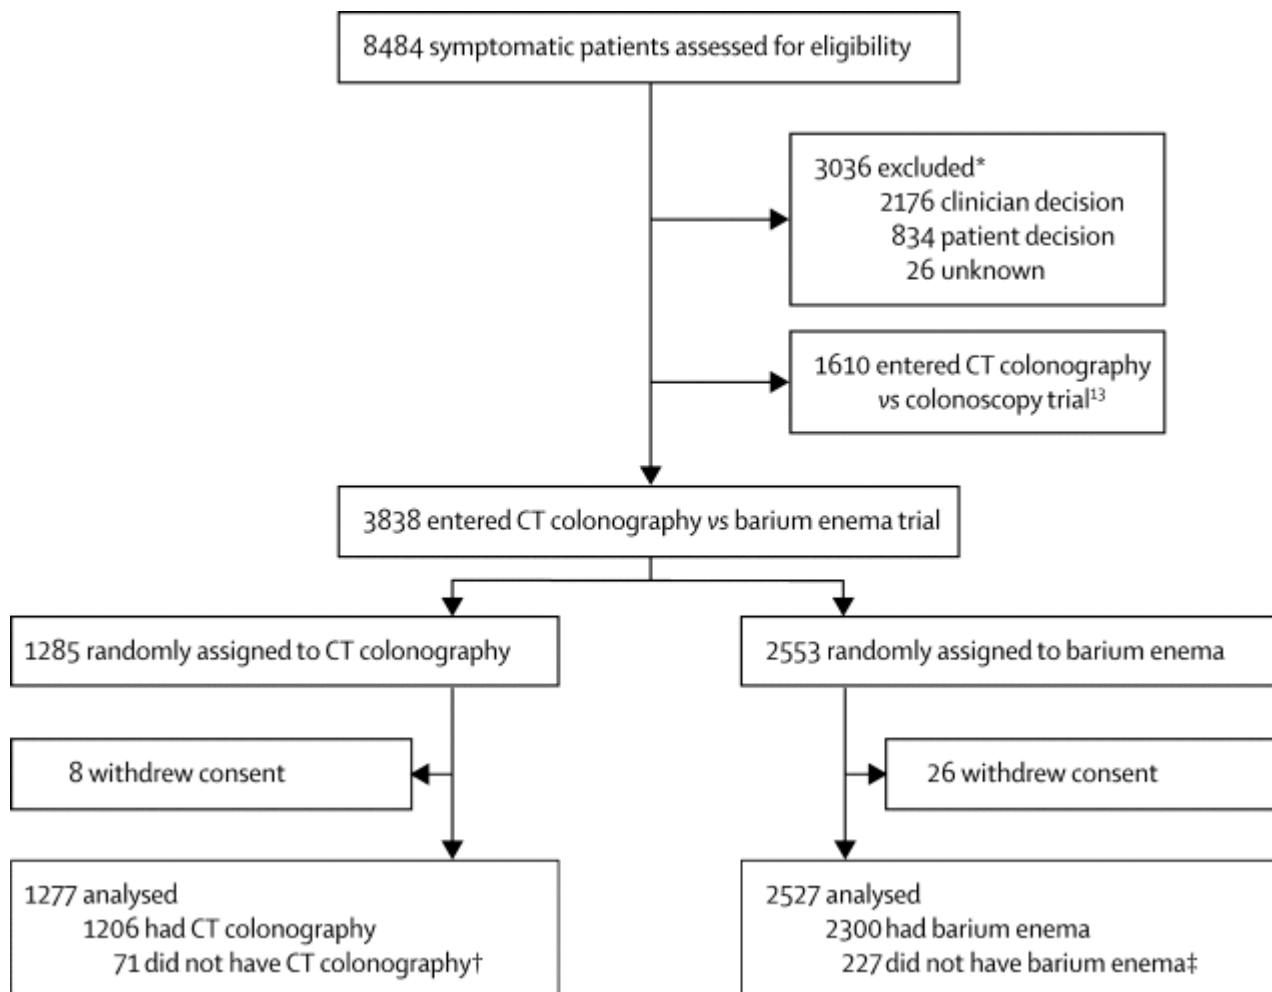 8484 symptomatic patients assessed for eligibility
3036 excluded*
2176 clinician decision
834 patient decision
26 unknown
1610 entered CT colonography
vs colonoscopy trial¹³
3838 entered CT colonography vs barium enema trial
1285 randomly assigned to CT colonography
2553 randomly assigned to barium enema
8 withdrew consent
26 withdrew consent
1277 analysed
1206 had CT colonography
71 did not have CT colonography†
2527 analysed
2300 had barium enema
227 did not have barium enema‡